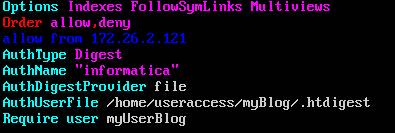 Options Indexes FollowSymLinks Multiviews
Order allow,deny
allow from 172.26.2.121
AuthType Digest
AuthName "informatica"
AuthDigestProvider file
AuthUserFile /home/useraccess/myBlog/.htdigest
Require user myUserBlog